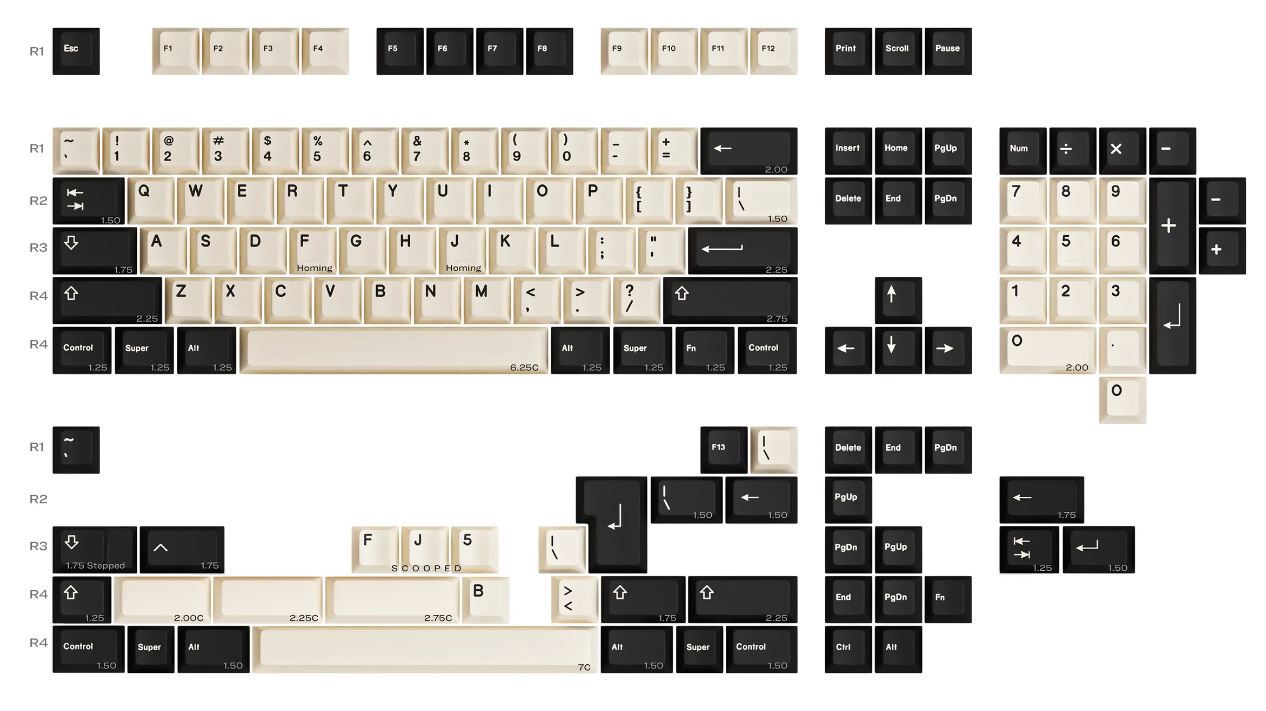 R1 Esc F1 F2 F3 F4 F5 F6 F7 F8 F9 F10 F11 F12 Print Scroll Pause
R1 ~ ` ! 1 @ 2 # 3 $ 4 % 5 ^ 6 & 7 * 8 ( 9 ) 0 _ - + = ← 2.00 Insert Home PgUp Num ÷ × −
R2 ⇤ ⇥ 1.50 Q W E R T Y U I O P { [ } ] | \ 1.50 Delete End PgDn 7 8 9 + −
R3 ⇩ 1.75 A S D F Homing G H J Homing K L : ; " ' ↵ 2.25 4 5 6 +
R4 ⇧ 2.25 Z X C V B N M < , > . ? / ⇧ 2.75 ↑ 1 2 3 ↵
R4 Control 1.25 Super 1.25 Alt 1.25 6.25C Alt 1.25 Super 1.25 Fn 1.25 Control 1.25 ← ↓ → 0 2.00 .
0
R1 ~ ` F13 | \ Delete End PgDn
R2 ↵ | \ 1.50 ← 1.50 PgUp ← 1.75
R3 ⇩ 1.75 Stepped ^ 1.75 F J 5 SCOOPED | \ PgDn PgUp ⇤ ⇥ 1.25 ↵ 1.50
R4 ⇧ 1.25 2.00C 2.25C 2.75C B > < ⇧ 1.75 ⇧ 2.25 End PgDn Fn
R4 Control 1.50 Super Alt 1.50 7C Alt 1.50 Super Control 1.50 Ctrl Alt